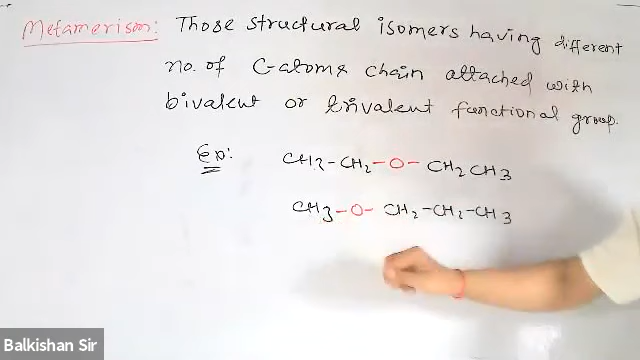 Metamerism: Those structural isomers having different
no. of C-atoms chain attached with
bivalent or trivalent functional group.
Ex: CH3-CH2-O-CH2CH3
CH3-O-CH2-CH2-CH3
Balkishan Sir